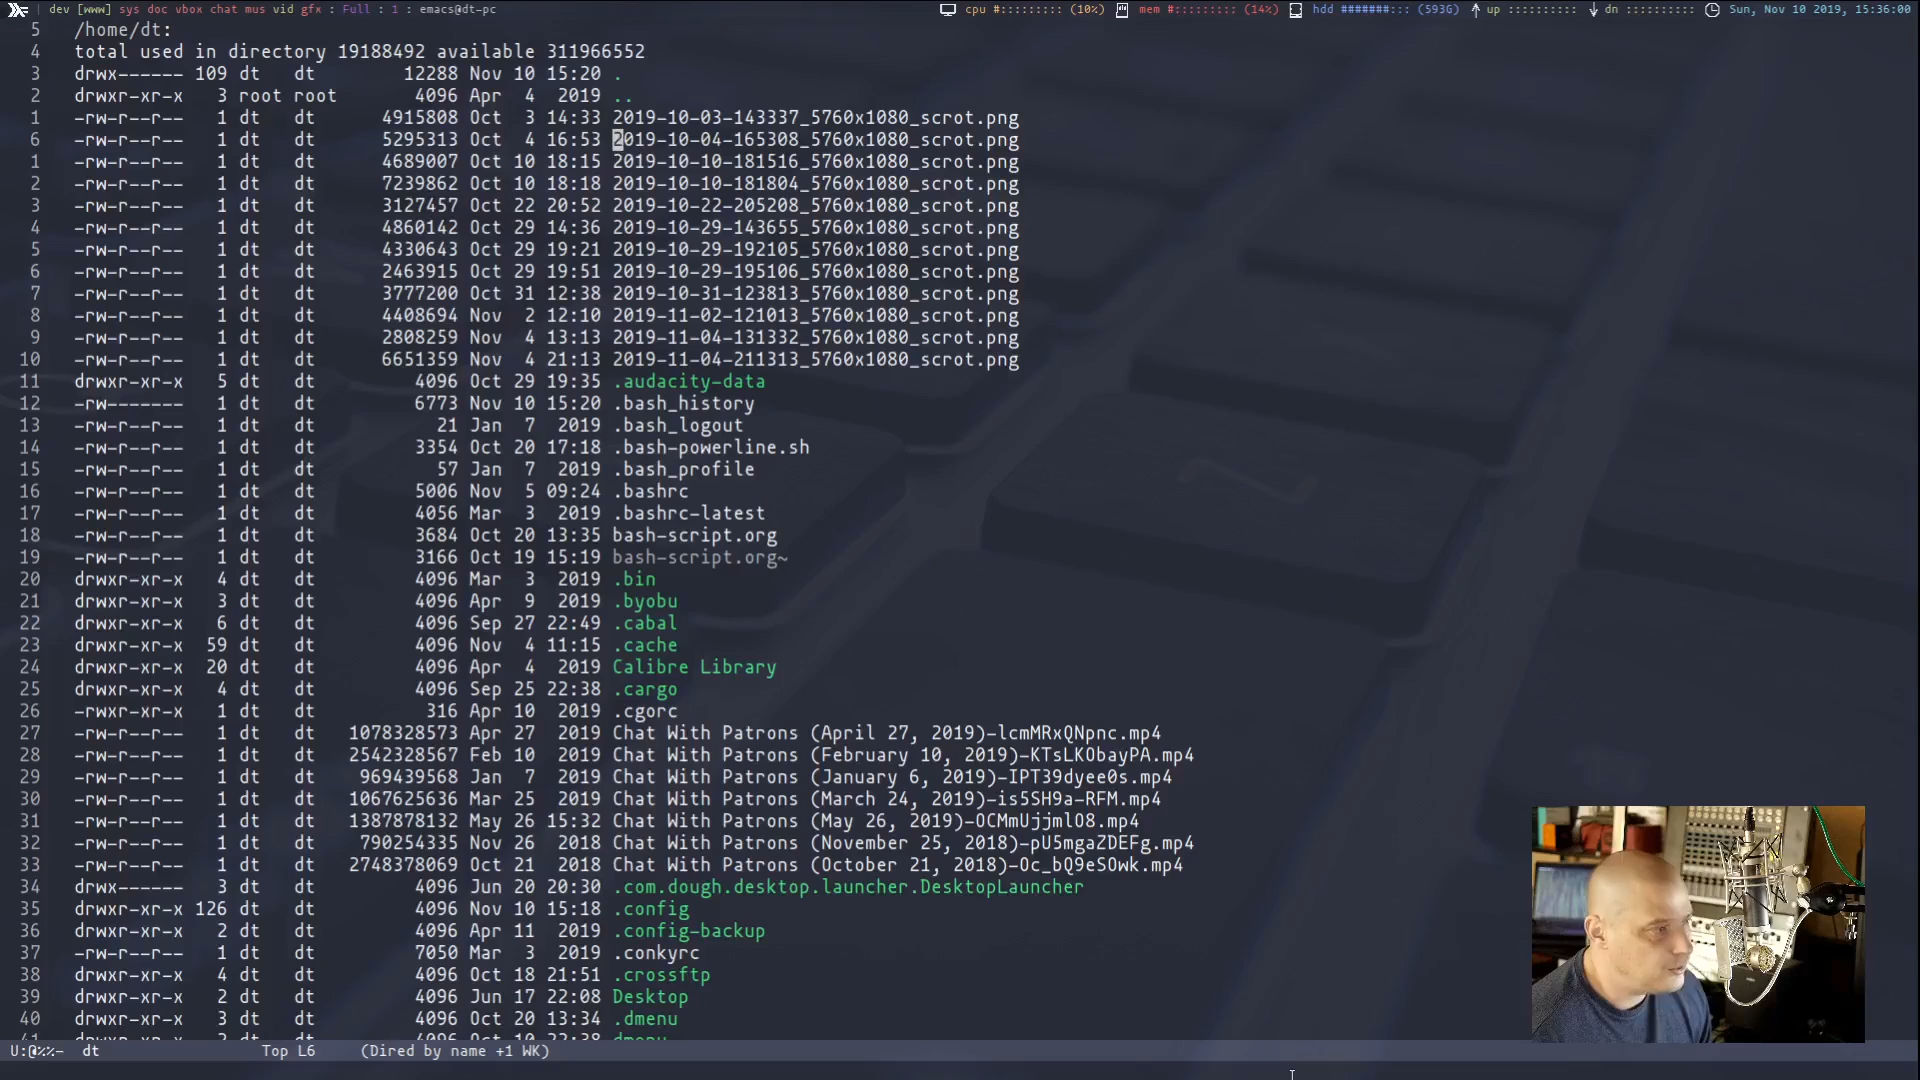 dev [www] sys doc vbox chat mus vid gfx : Full : 1 : emacs@dt-pc cpu #::::::::: (10%) mem #::::::::: (14%) hdd #######::: (593G) up :::::::::: dn :::::::::: Sun, Nov 10 2019, 15:36:00
5 /home/dt:
4 total used in directory 19188492 available 311966552
3 drwx------ 109 dt dt 12288 Nov 10 15:20 .
2 drwxr-xr-x 3 root root 4096 Apr 4 2019 ..
1 -rw-r--r-- 1 dt dt 4915808 Oct 3 14:33 2019-10-03-143337_5760x1080_scrot.png
6 -rw-r--r-- 1 dt dt 5295313 Oct 4 16:53 2019-10-04-165308_5760x1080_scrot.png
1 -rw-r--r-- 1 dt dt 4689007 Oct 10 18:15 2019-10-10-181516_5760x1080_scrot.png
2 -rw-r--r-- 1 dt dt 7239862 Oct 10 18:18 2019-10-10-181804_5760x1080_scrot.png
3 -rw-r--r-- 1 dt dt 3127457 Oct 22 20:52 2019-10-22-205208_5760x1080_scrot.png
4 -rw-r--r-- 1 dt dt 4860142 Oct 29 14:36 2019-10-29-143655_5760x1080_scrot.png
5 -rw-r--r-- 1 dt dt 4330643 Oct 29 19:21 2019-10-29-192105_5760x1080_scrot.png
6 -rw-r--r-- 1 dt dt 2463915 Oct 29 19:51 2019-10-29-195106_5760x1080_scrot.png
7 -rw-r--r-- 1 dt dt 3777200 Oct 31 12:38 2019-10-31-123813_5760x1080_scrot.png
8 -rw-r--r-- 1 dt dt 4408694 Nov 2 12:10 2019-11-02-121013_5760x1080_scrot.png
9 -rw-r--r-- 1 dt dt 2808259 Nov 4 13:13 2019-11-04-131332_5760x1080_scrot.png
10 -rw-r--r-- 1 dt dt 6651359 Nov 4 21:13 2019-11-04-211313_5760x1080_scrot.png
11 drwxr-xr-x 5 dt dt 4096 Oct 29 19:35 .audacity-data
12 -rw------- 1 dt dt 6773 Nov 10 15:20 .bash_history
13 -rw-r--r-- 1 dt dt 21 Jan 7 2019 .bash_logout
14 -rw-r--r-- 1 dt dt 3354 Oct 20 17:18 .bash-powerline.sh
15 -rw-r--r-- 1 dt dt 57 Jan 7 2019 .bash_profile
16 -rw-r--r-- 1 dt dt 5006 Nov 5 09:24 .bashrc
17 -rw-r--r-- 1 dt dt 4056 Mar 3 2019 .bashrc-latest
18 -rw-r--r-- 1 dt dt 3684 Oct 20 13:35 bash-script.org
19 -rw-r--r-- 1 dt dt 3166 Oct 19 15:19 bash-script.org~
20 drwxr-xr-x 4 dt dt 4096 Mar 3 2019 .bin
21 drwxr-xr-x 3 dt dt 4096 Apr 9 2019 .byobu
22 drwxr-xr-x 6 dt dt 4096 Sep 27 22:49 .cabal
23 drwxr-xr-x 59 dt dt 4096 Nov 4 11:15 .cache
24 drwxr-xr-x 20 dt dt 4096 Apr 4 2019 Calibre Library
25 drwxr-xr-x 4 dt dt 4096 Sep 25 22:38 .cargo
26 -rwxr-xr-x 1 dt dt 316 Apr 10 2019 .cgorc
27 -rw-r--r-- 1 dt dt 1078328573 Apr 27 2019 Chat With Patrons (April 27, 2019)-lcmMRxQNpnc.mp4
28 -rw-r--r-- 1 dt dt 2542328567 Feb 10 2019 Chat With Patrons (February 10, 2019)-KTsLKObayPA.mp4
29 -rw-r--r-- 1 dt dt 969439568 Jan 7 2019 Chat With Patrons (January 6, 2019)-IPT39dyee0s.mp4
30 -rw-r--r-- 1 dt dt 1067625636 Mar 25 2019 Chat With Patrons (March 24, 2019)-is5SH9a-RFM.mp4
31 -rw-r--r-- 1 dt dt 1387878132 May 26 15:32 Chat With Patrons (May 26, 2019)-OCMmUjjmlO8.mp4
32 -rw-r--r-- 1 dt dt 790254335 Nov 26 2018 Chat With Patrons (November 25, 2018)-pU5mgaZDEFg.mp4
33 -rw-r--r-- 1 dt dt 2748378069 Oct 21 2018 Chat With Patrons (October 21, 2018)-Oc_bQ9eSOwk.mp4
34 drwx------ 3 dt dt 4096 Jun 20 20:30 .com.dough.desktop.launcher.DesktopLauncher
35 drwxr-xr-x 126 dt dt 4096 Nov 10 15:18 .config
36 drwxr-xr-x 2 dt dt 4096 Apr 11 2019 .config-backup
37 -rw-r--r-- 1 dt dt 7050 Mar 3 2019 .conkyrc
38 drwxr-xr-x 4 dt dt 4096 Oct 18 21:51 .crossftp
39 drwxr-xr-x 2 dt dt 4096 Jun 17 22:08 Desktop
40 drwxr-xr-x 3 dt dt 4096 Oct 20 13:34 .dmenu
U:@%%- dt Top L6 (Dired by name +1 WK)